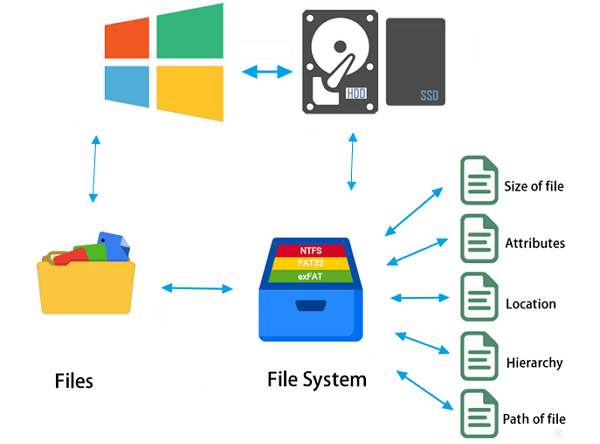 HDD
SSD
NTFS
FAT32
exFAT
Size of file
Attributes
Location
Hierarchy
Path of file
Files
File System